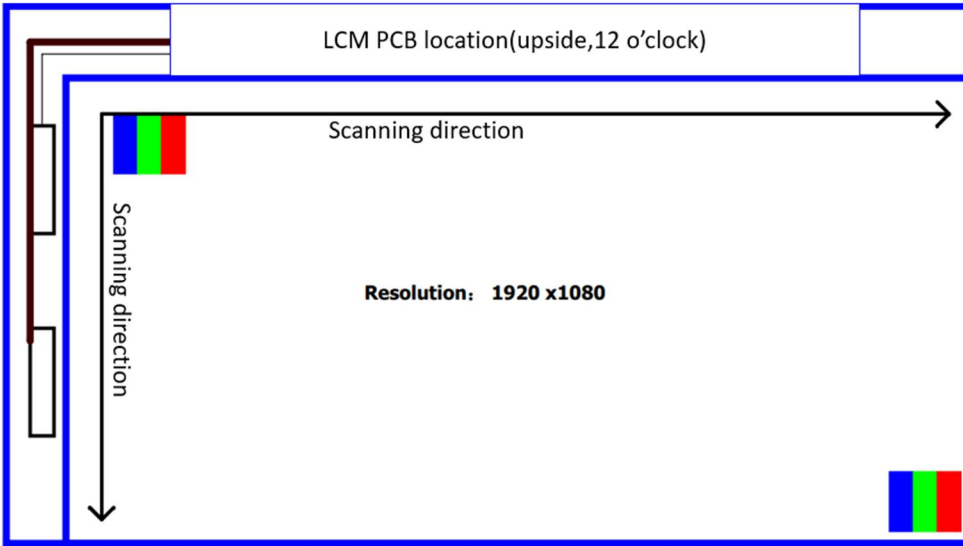 LCM PCB location(upside,12 o’clock)
Scanning direction
Scanning direction
Resolution： 1920 x1080